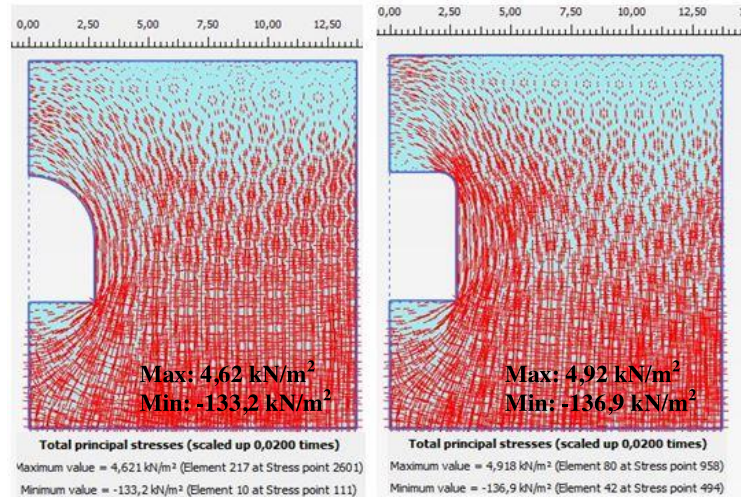 0,00 2,50 5,00 7,50 10,00 12,50
Max: 4,62 kN/m²
Min: -133,2 kN/m²
Total principal stresses (scaled up 0,0200 times)
Maximum value = 4,621 kN/m² (Element 217 at Stress point 2601)
Minimum value = -133,2 kN/m² (Element 10 at Stress point 111)
0,00 2,50 5,00 7,50 10,00 12,50
Max: 4,92 kN/m²
Min: -136,9 kN/m²
Total principal stresses (scaled up 0,0200 times)
Maximum value = 4,918 kN/m² (Element 80 at Stress point 958)
Minimum value = -136,9 kN/m² (Element 42 at Stress point 494)